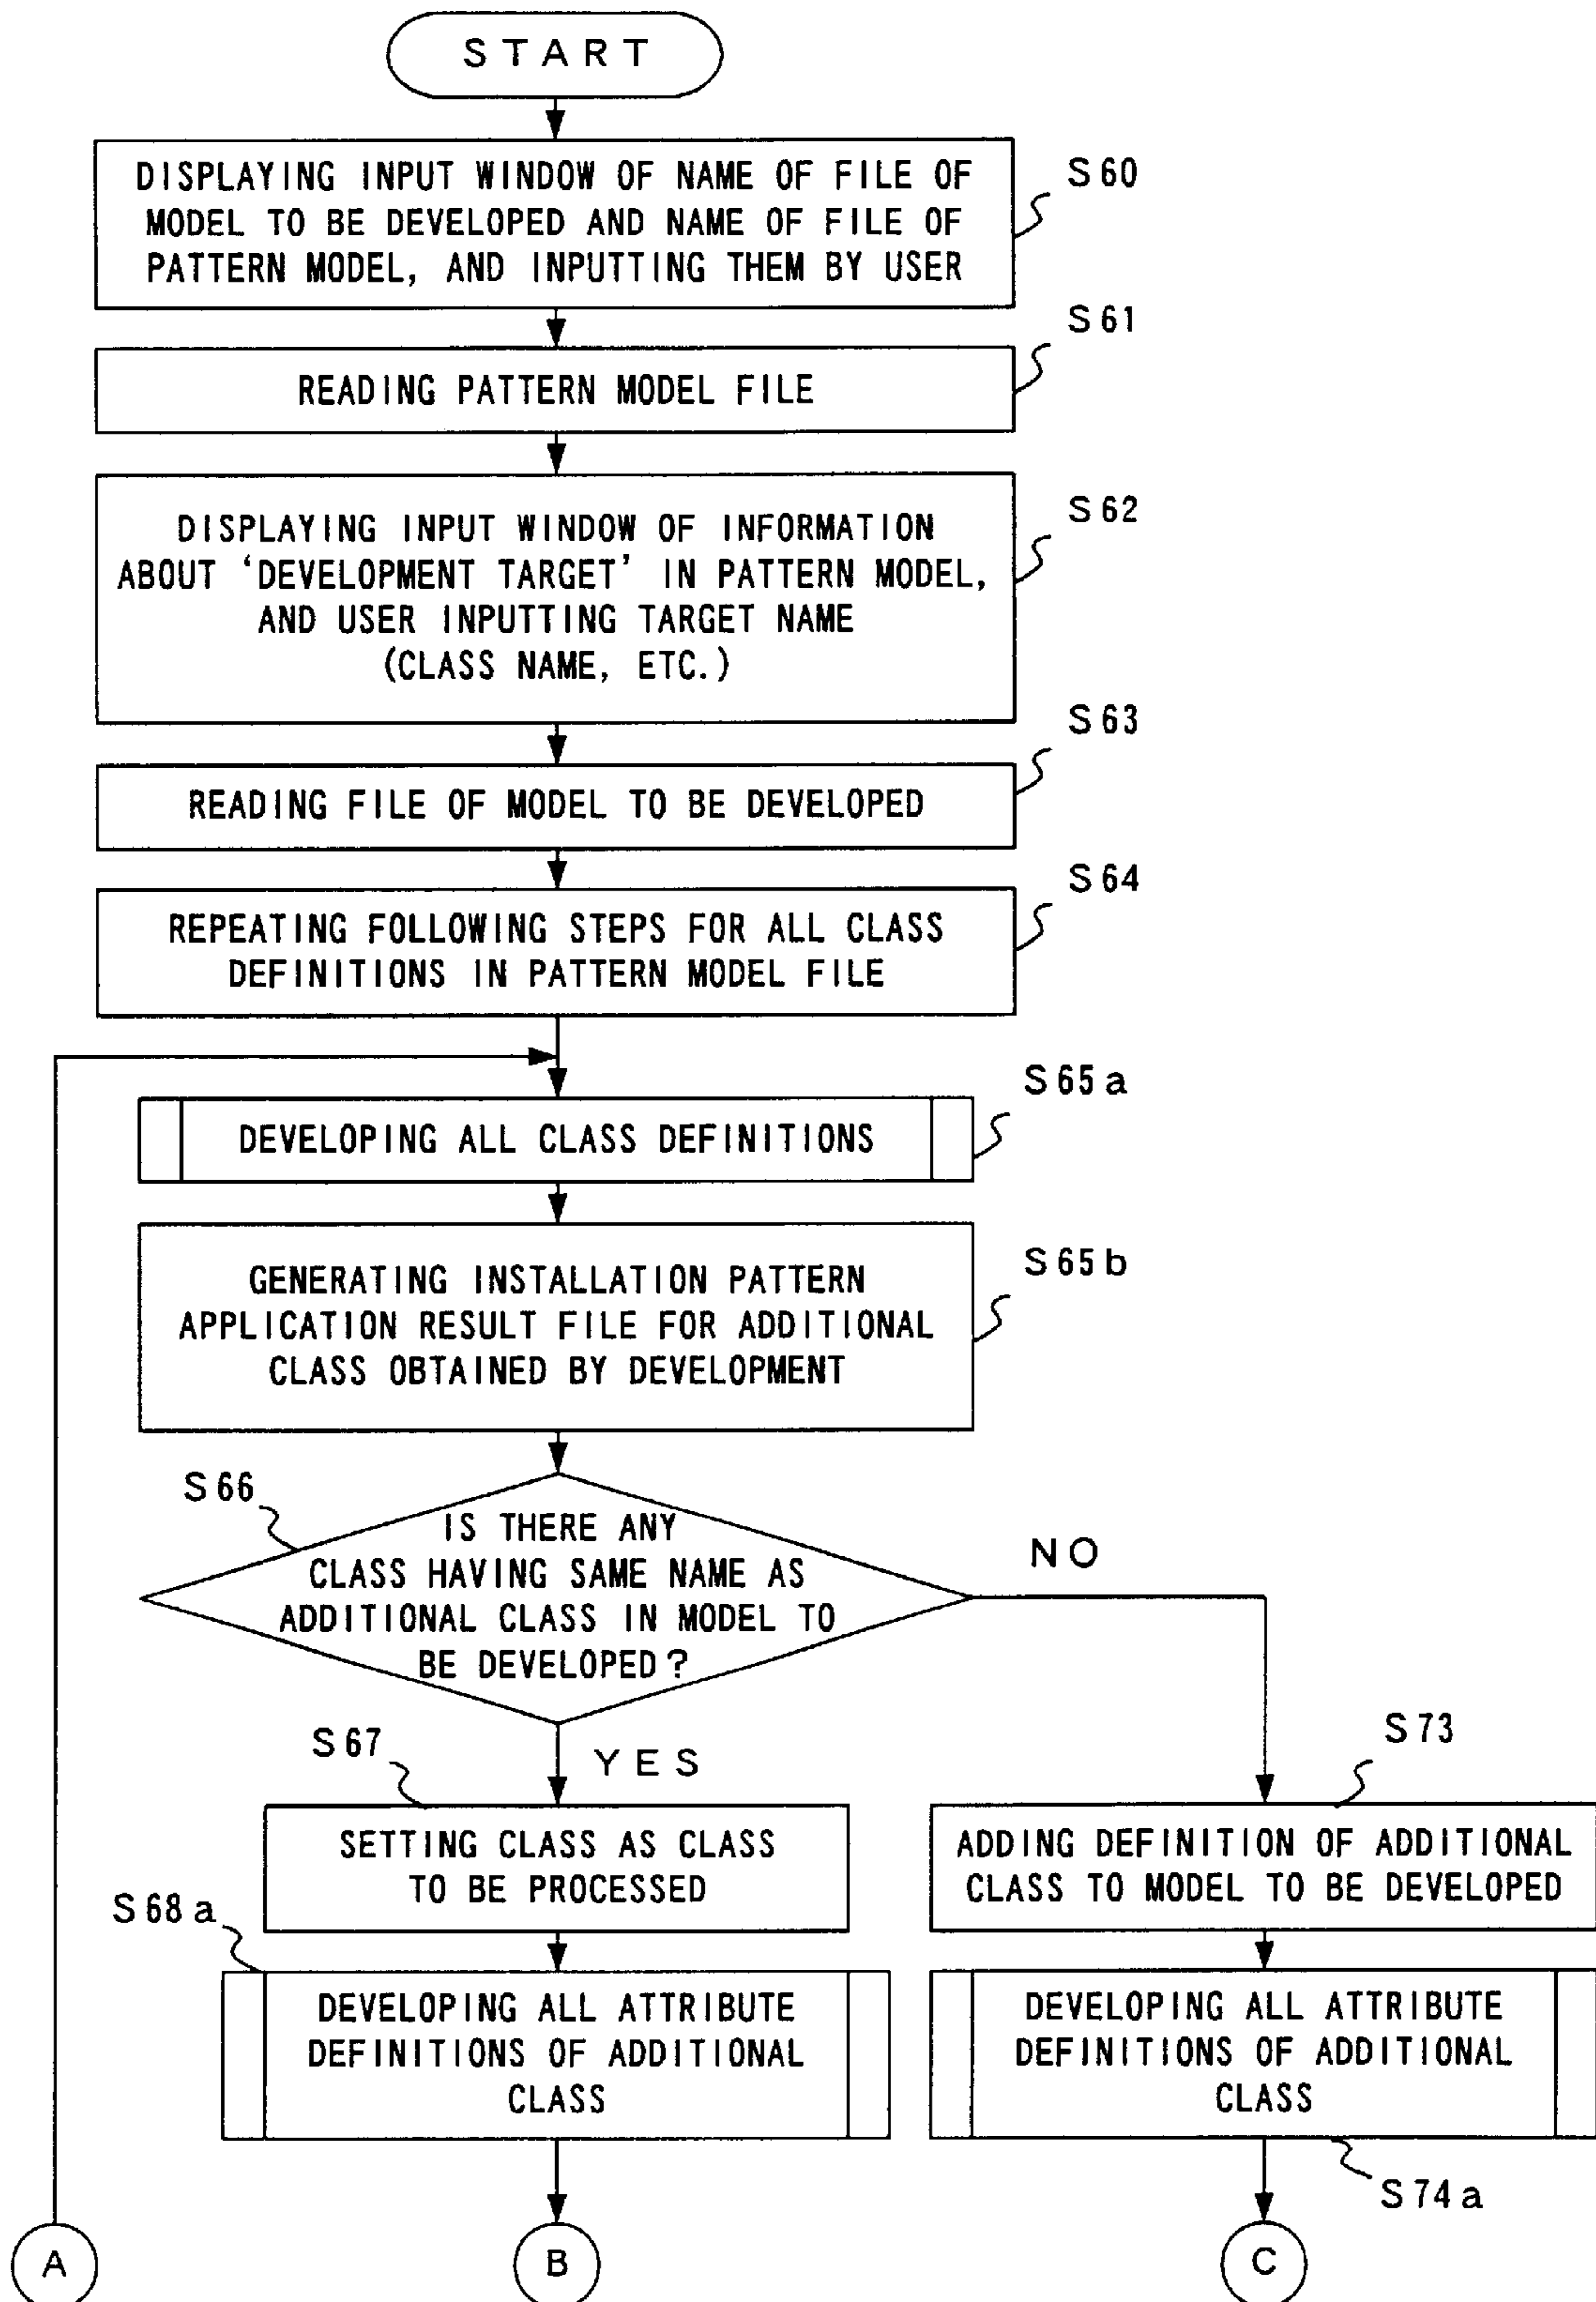 START
DISPLAYING INPUT WINDOW OF NAME OF FILE OF
MODEL TO BE DEVELOPED AND NAME OF FILE OF
PATTERN MODEL, AND INPUTTING THEM BY USER
S60
READING PATTERN MODEL FILE
S61
DISPLAYING INPUT WINDOW OF INFORMATION
ABOUT ‘DEVELOPMENT TARGET’ IN PATTERN MODEL,
AND USER INPUTTING TARGET NAME
(CLASS NAME, ETC.)
S62
READING FILE OF MODEL TO BE DEVELOPED
S63
REPEATING FOLLOWING STEPS FOR ALL CLASS
DEFINITIONS IN PATTERN MODEL FILE
S64
DEVELOPING ALL CLASS DEFINITIONS
S65a
GENERATING INSTALLATION PATTERN
APPLICATION RESULT FILE FOR ADDITIONAL
CLASS OBTAINED BY DEVELOPMENT
S65b
S66
IS THERE ANY
CLASS HAVING SAME NAME AS
ADDITIONAL CLASS IN MODEL TO
BE DEVELOPED?
NO
YES
S67
SETTING CLASS AS CLASS
TO BE PROCESSED
S73
ADDING DEFINITION OF ADDITIONAL
CLASS TO MODEL TO BE DEVELOPED
S68a
DEVELOPING ALL ATTRIBUTE
DEFINITIONS OF ADDITIONAL
CLASS
DEVELOPING ALL ATTRIBUTE
DEFINITIONS OF ADDITIONAL
CLASS
S74a
A
B
C